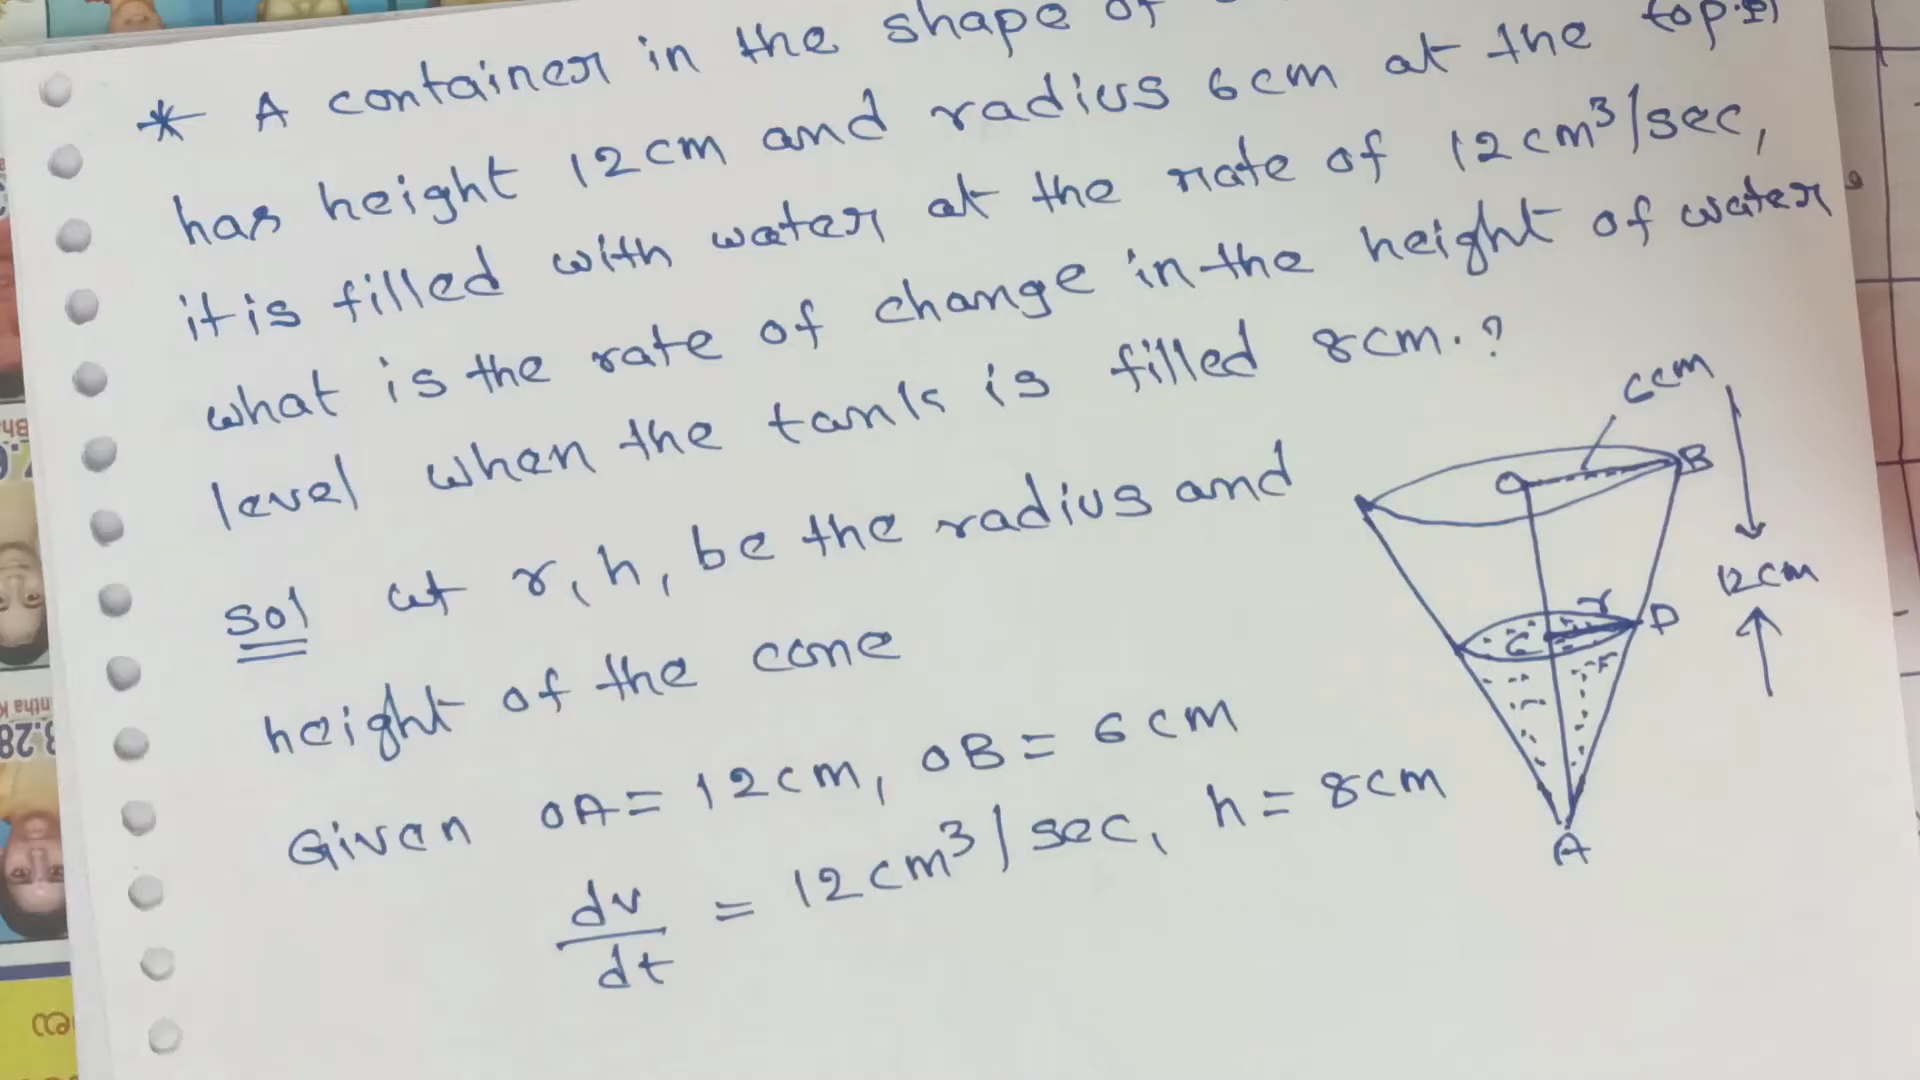 * A container in the shape of
has height 12cm and radius 6cm at the top. If
it is filled with water at the rate of 12cm³/sec,
what is the rate of change in the height of water
level when the tank is filled 8cm.?
6cm
B
Sol let r, h, be the radius and
12cm
r
C
D
height of the cone
Given OA = 12cm, OB = 6cm
A
dv/dt = 12cm³/sec, h = 8cm